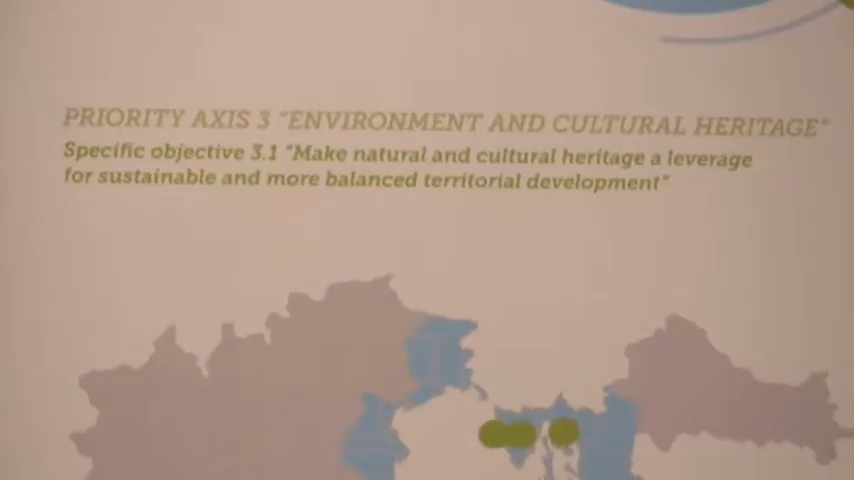 PRIORITY AXIS 3 "ENVIRONMENT AND CULTURAL HERITAGE"
Specific objective 3.1 "Make natural and cultural heritage a leverage
for sustainable and more balanced territorial development"